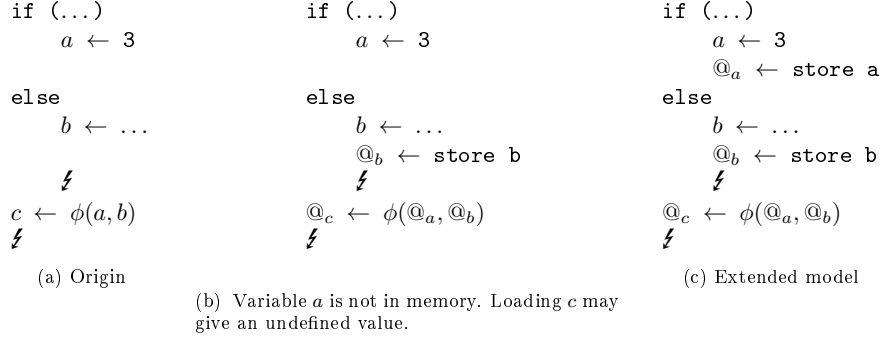 if (...)
a ← 3
else
b ← ...
c ← ϕ(a, b)
(a) Origin
if (...)
a ← 3
else
b ← ...
@b ← store b
@c ← ϕ(@a, @b)
(b) Variable a is not in memory. Loading c may
give an undefined value.
if (...)
a ← 3
@a ← store a
else
b ← ...
@b ← store b
@c ← ϕ(@a, @b)
(c) Extended model